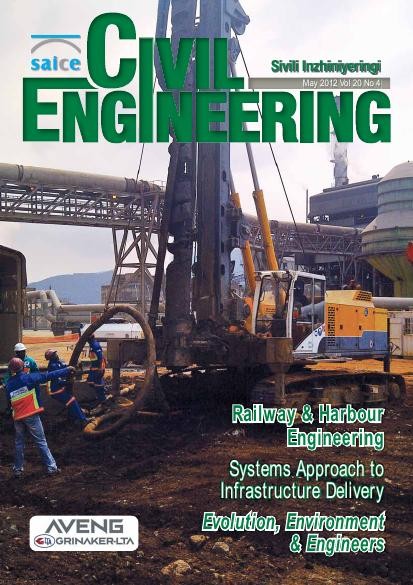 saice
CIVIL
ENGINEERING
Sivili Inzhiniyeringi
May 2012 Vol 20 No 4
Railway & Harbour
Engineering
Systems Approach to
Infrastructure Delivery
Evolution, Environment
& Engineers
AVENG
GRINAKER-LTA